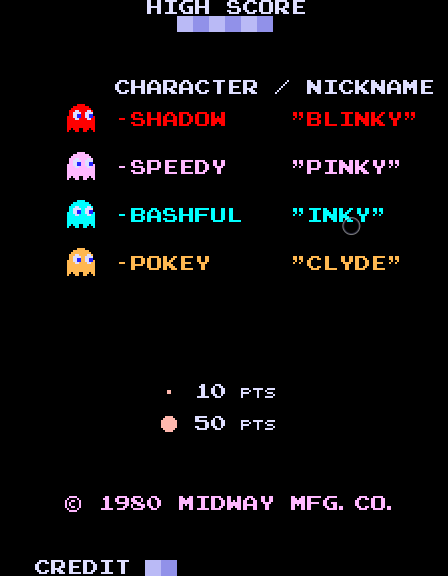 HIGH SCORE
CHARACTER / NICKNAME
-SHADOW "BLINKY"
-SPEEDY "PINKY"
-BASHFUL "INKY"
-POKEY "CLYDE"
10 PTS
50 PTS
© 1980 MIDWAY MFG. CO.
CREDIT